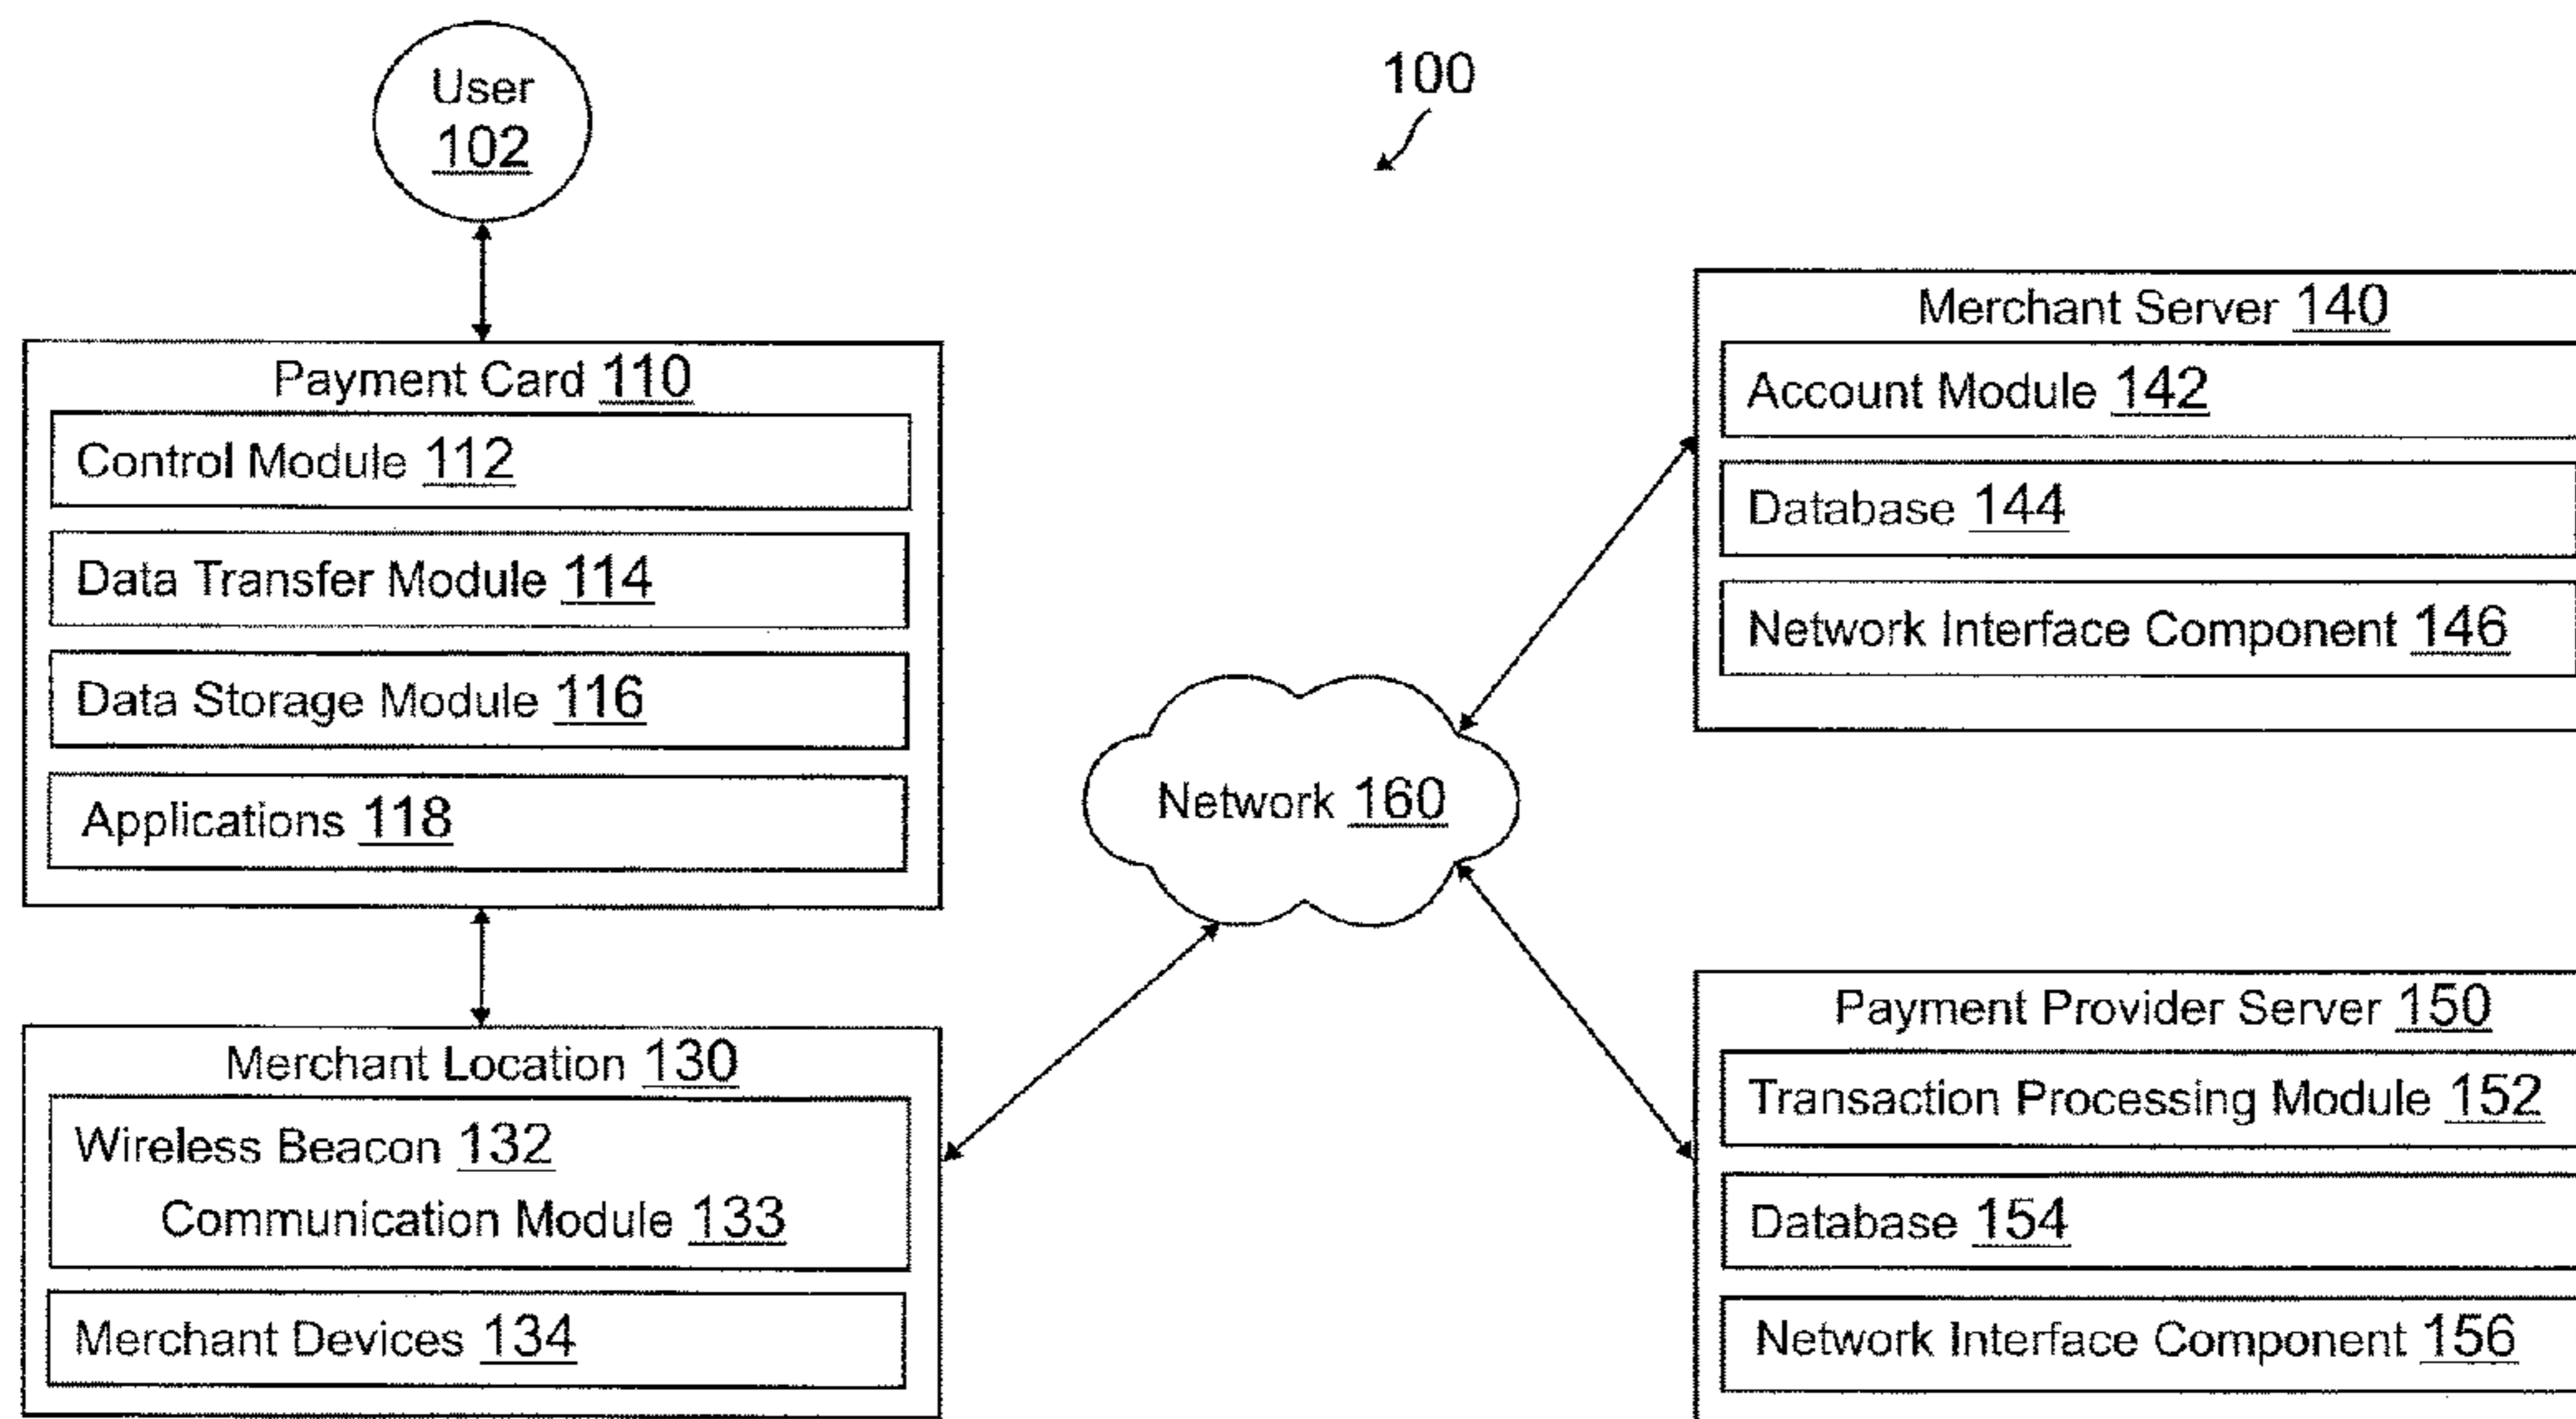 User
102
100
Payment Card 110
Control Module 112
Data Transfer Module 114
Data Storage Module 116
Applications 118
Merchant Location 130
Wireless Beacon 132
Communication Module 133
Merchant Devices 134
Network 160
Merchant Server 140
Account Module 142
Database 144
Network Interface Component 146
Payment Provider Server 150
Transaction Processing Module 152
Database 154
Network Interface Component 156